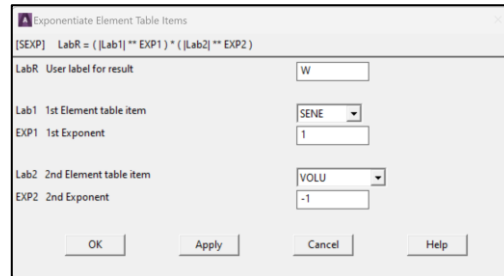 Exponentiate Element Table Items
[SEXP] LabR = ( |Lab1| ** EXP1 ) * ( |Lab2| ** EXP2 )
LabR User label for result W
Lab1 1st Element table item SENE
EXP1 1st Exponent 1
Lab2 2nd Element table item VOLU
EXP2 2nd Exponent -1
OK Apply Cancel Help